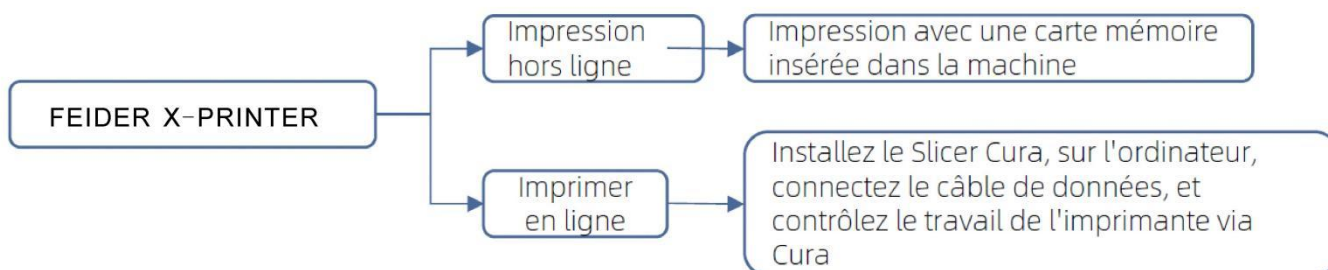 FEIDER X-PRINTER
Impression
hors ligne
Impression avec une carte mémoire
insérée dans la machine
Imprimer
en ligne
Installez le Slicer Cura, sur l'ordinateur,
connectez le câble de données, et
contrôlez le travail de l'imprimante via
Cura